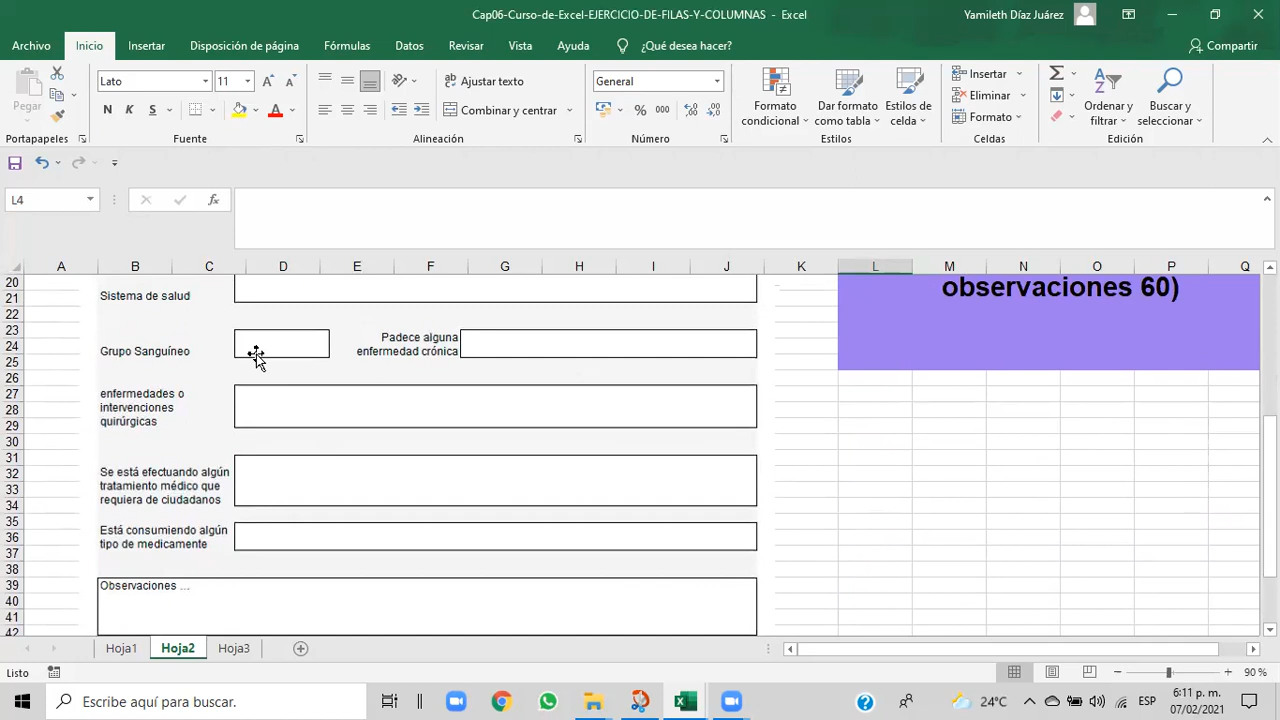 Cap06-Curso-de-Excel-EJERCICIO-DE-FILAS-Y-COLUMNAS - Excel
Yamileth Díaz Juárez
Archivo Inicio Insertar Disposición de página Fórmulas Datos Revisar Vista Ayuda ¿Qué desea hacer? Compartir
Pegar
Portapapeles
Lato 11
N K S
Fuente
Ajustar texto
Combinar y centrar
Alineación
General
% 000
Número
Formato condicional
Dar formato como tabla
Estilos de celda
Estilos
Insertar
Eliminar
Formato
Celdas
Ordenar y filtrar
Buscar y seleccionar
Edición
L4
fx
A B C D E F G H I J K L M N O P Q
20
21 Sistema de salud
observaciones 60)
22
23
24 Grupo Sanguíneo
Padece alguna
enfermedad crónica
25
26
27 enfermedades o
28 intervenciones
29 quirúrgicas
30
31
32 Se está efectuando algún
33 tratamiento médico que
34 requiera de ciudadanos
35
36 Está consumiendo algún
37 tipo de medicamente
38
39 Observaciones ...
40
41
42
Hoja1 Hoja2 Hoja3
Listo
90 %
Escribe aquí para buscar.
24°C
ESP
6:11 p. m.
07/02/2021